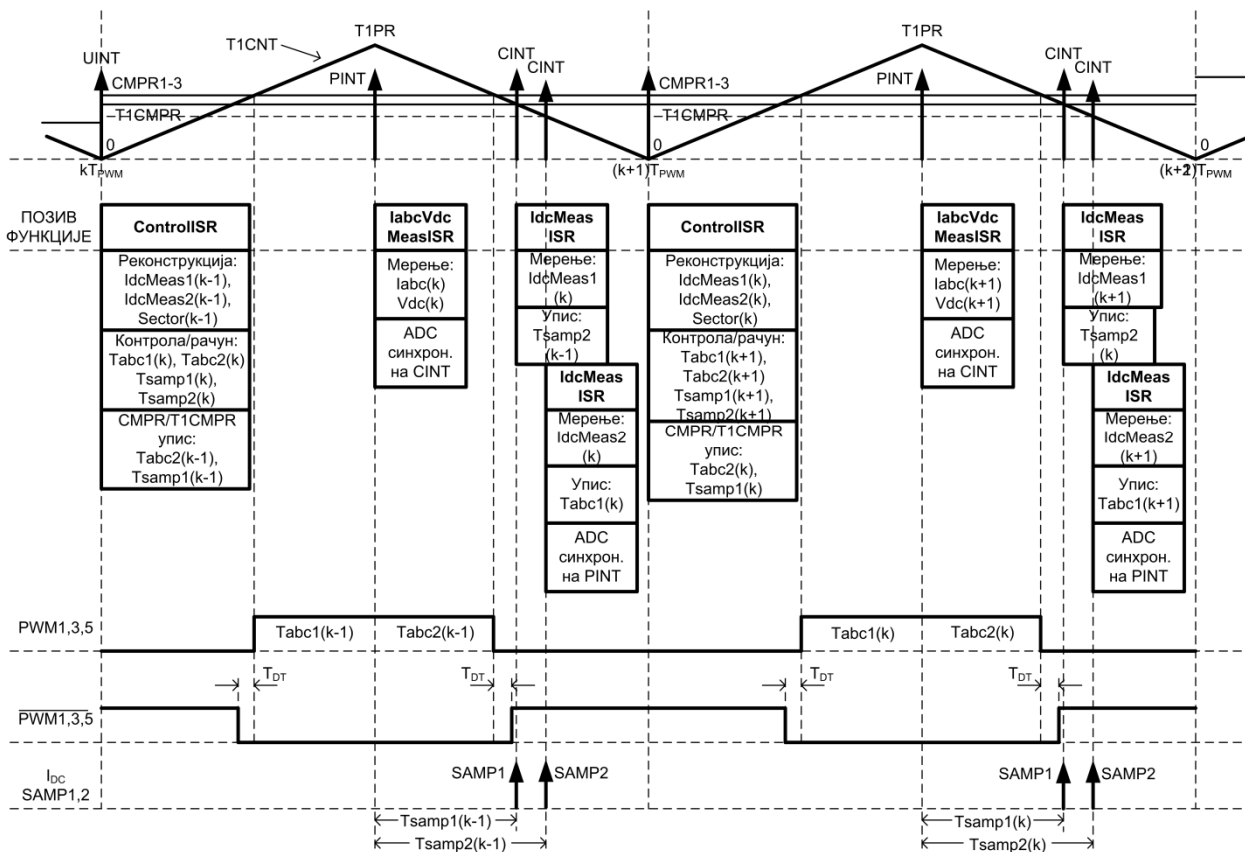 T1PR
T1PR
T1CNT
UINT
CINT
CINT
CINT
CINT
PINT
PINT
CMPR1-3
CMPR1-3
T1CMPR
T1CMPR
0
0
0
kT_PWM
(k+1)T_PWM
T_PWM
ПОЗИВ
ФУНКЦИЈЕ
ControlISR
Реконструкција:
IdcMeas1(k-1),
IdcMeas2(k-1),
Sector(k-1)
Контрола/рачун:
Tabc1(k), Tabc2(k)
Tsamp1(k),
Tsamp2(k)
CMPR/T1CMPR
упис:
Tabc2(k-1),
Tsamp1(k-1)
IabcVdc
MeasISR
Мерење:
Iabc(k)
Vdc(k)
ADC
синхрон.
на CINT
IdcMeas
ISR
Мерење:
IdcMeas1
(k)
Упис:
Tsamp2
(k-1)
IdcMeas
ISR
Мерење:
IdcMeas2
(k)
Упис:
Tabc1(k)
ADC
синхрон.
на PINT
ControlISR
Реконструкција:
IdcMeas1(k),
IdcMeas2(k),
Sector(k)
Контрола/рачун:
Tabc1(k+1),
Tabc2(k+1)
Tsamp1(k+1),
Tsamp2(k+1)
CMPR/T1CMPR
упис:
Tabc2(k),
Tsamp1(k)
IabcVdc
MeasISR
Мерење:
Iabc(k+1)
Vdc(k+1)
ADC
синхрон.
на CINT
IdcMeas
ISR
Мерење:
IdcMeas1
(k+1)
Упис:
Tsamp2
(k)
IdcMeas
ISR
Мерење:
IdcMeas2
(k+1)
Упис:
Tabc1(k+1)
ADC
синхрон.
на PINT
PWM1,3,5
Tabc1(k-1)
Tabc2(k-1)
Tabc1(k)
Tabc2(k)
T_DT
T_DT
T_DT
T_DT
PWM1,3,5
I_DC
SAMP1,2
SAMP1
SAMP2
SAMP1
SAMP2
Tsamp1(k-1)
Tsamp1(k)
Tsamp2(k-1)
Tsamp2(k)